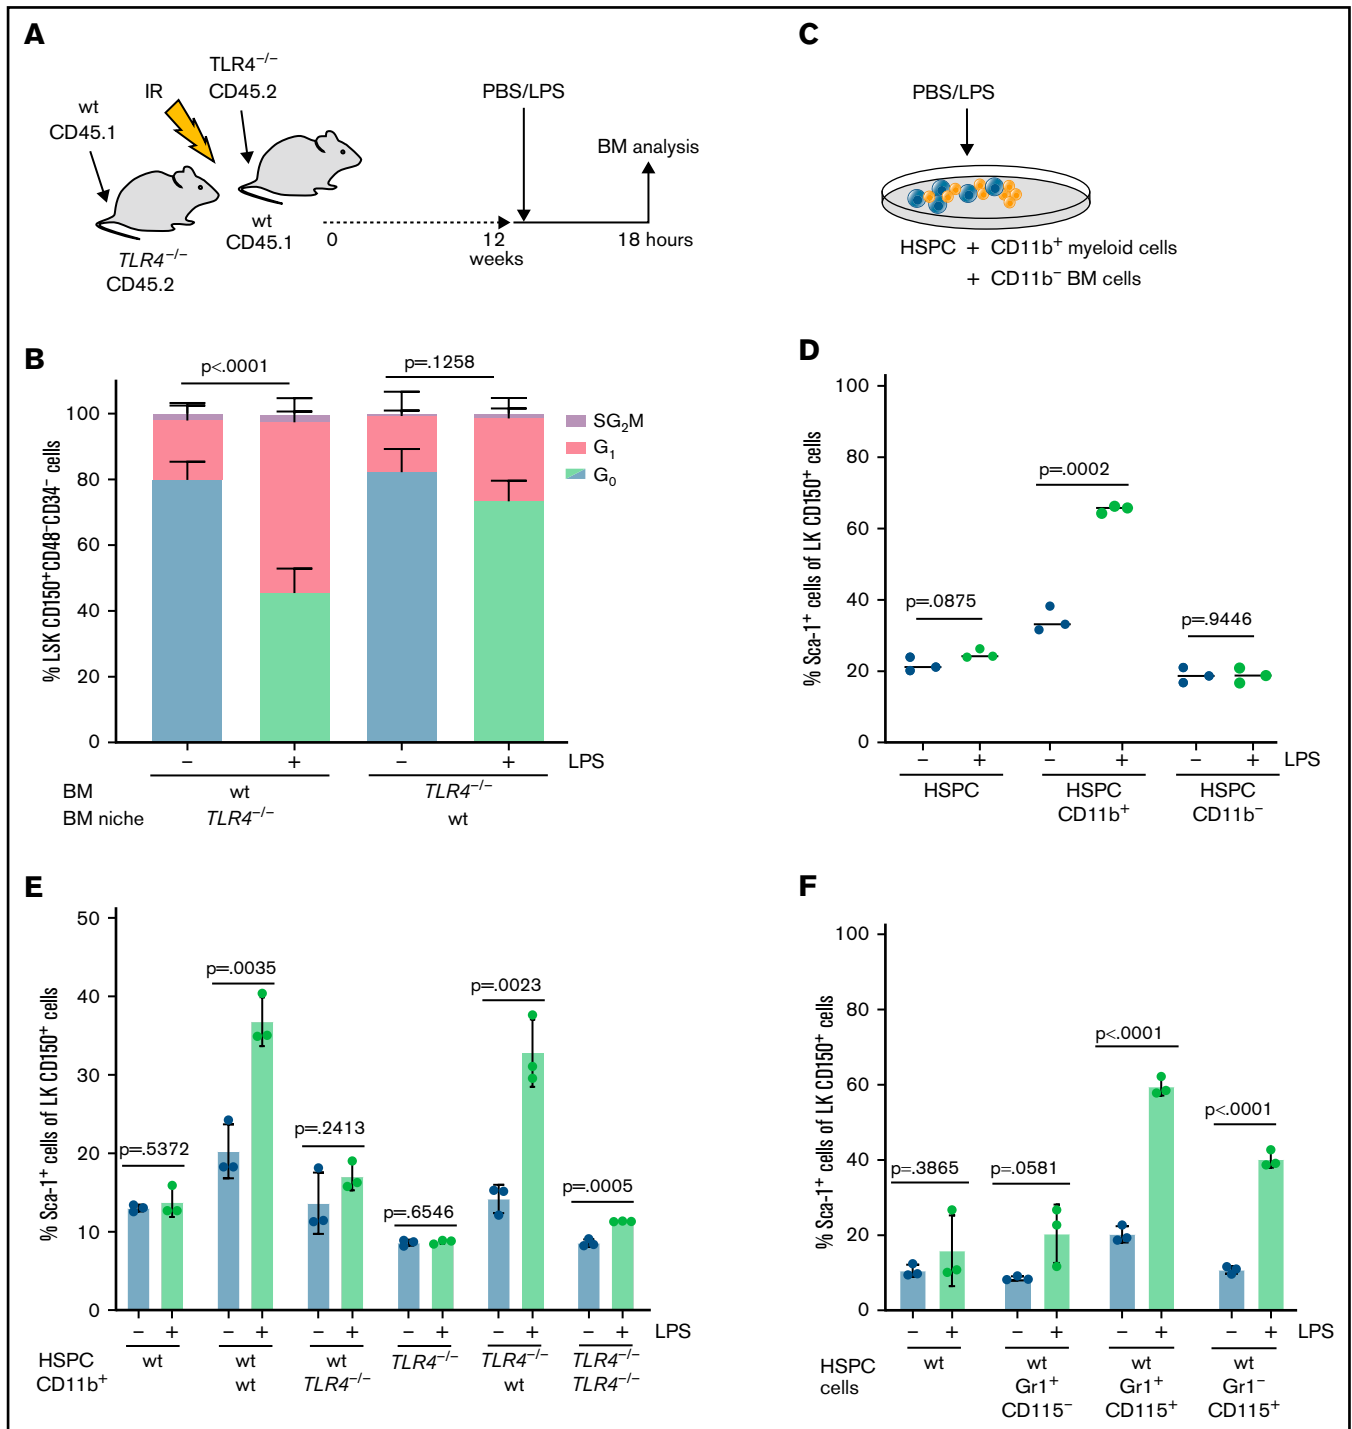 A
wt
CD45.1
IR
TLR4−/−
CD45.2
TLR4−/−
CD45.2
wt
CD45.1
0
12
weeks
PBS/LPS
BM analysis
18 hours
C
PBS/LPS
HSPC + CD11b+ myeloid cells
+ CD11b− BM cells
B
% LSK CD150+CD48−CD34− cells
100
80
60
40
20
0
p<.0001
p=.1258
SG2M
G1
G0
− + − + LPS
BM wt TLR4−/−
BM niche TLR4−/− wt
D
% Sca-1+ cells of LK CD150+ cells
100
80
60
40
20
0
p=.0875
p=.0002
p=.9446
− + − + − + LPS
HSPC HSPC HSPC
CD11b+ CD11b−
E
% Sca-1+ cells of LK CD150+ cells
50
40
30
20
10
0
p=.5372
p=.0035
p=.2413
p=.6546
p=.0023
p=.0005
− + − + − + − + − + − + LPS
HSPC wt wt wt TLR4−/− TLR4−/− TLR4−/−
CD11b+ wt TLR4−/− wt TLR4−/−
F
% Sca-1+ cells of LK CD150+ cells
100
80
60
40
20
0
p=.3865
p=.0581
p<.0001
p<.0001
− + − + − + − + LPS
HSPC wt wt wt wt
cells Gr1+ Gr1+ Gr1−
CD115− CD115+ CD115+